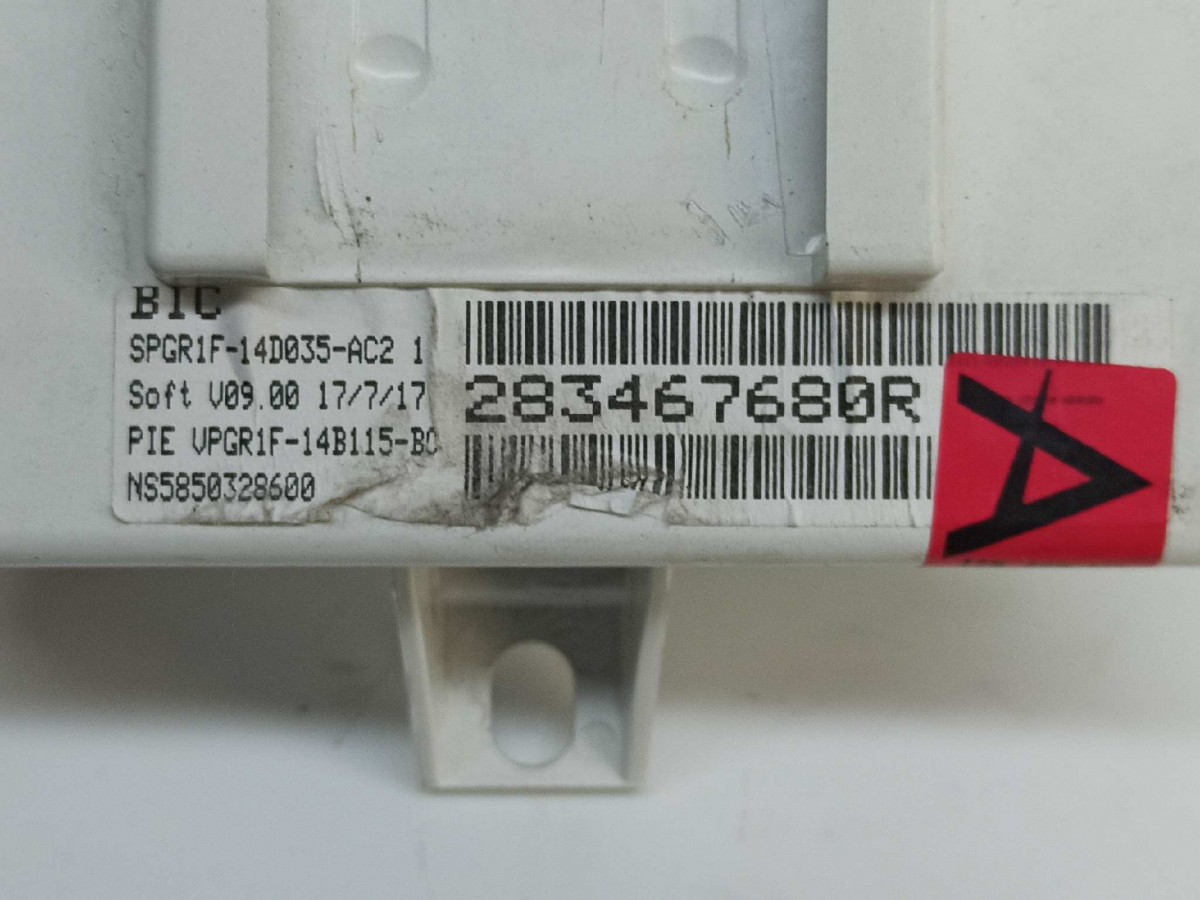 BIC
SPGR1F-14D035-AC2 1
Soft V09.00 17/7/17
PIE VPGR1F-14B115-BC
NS5850328600
283467680R
A